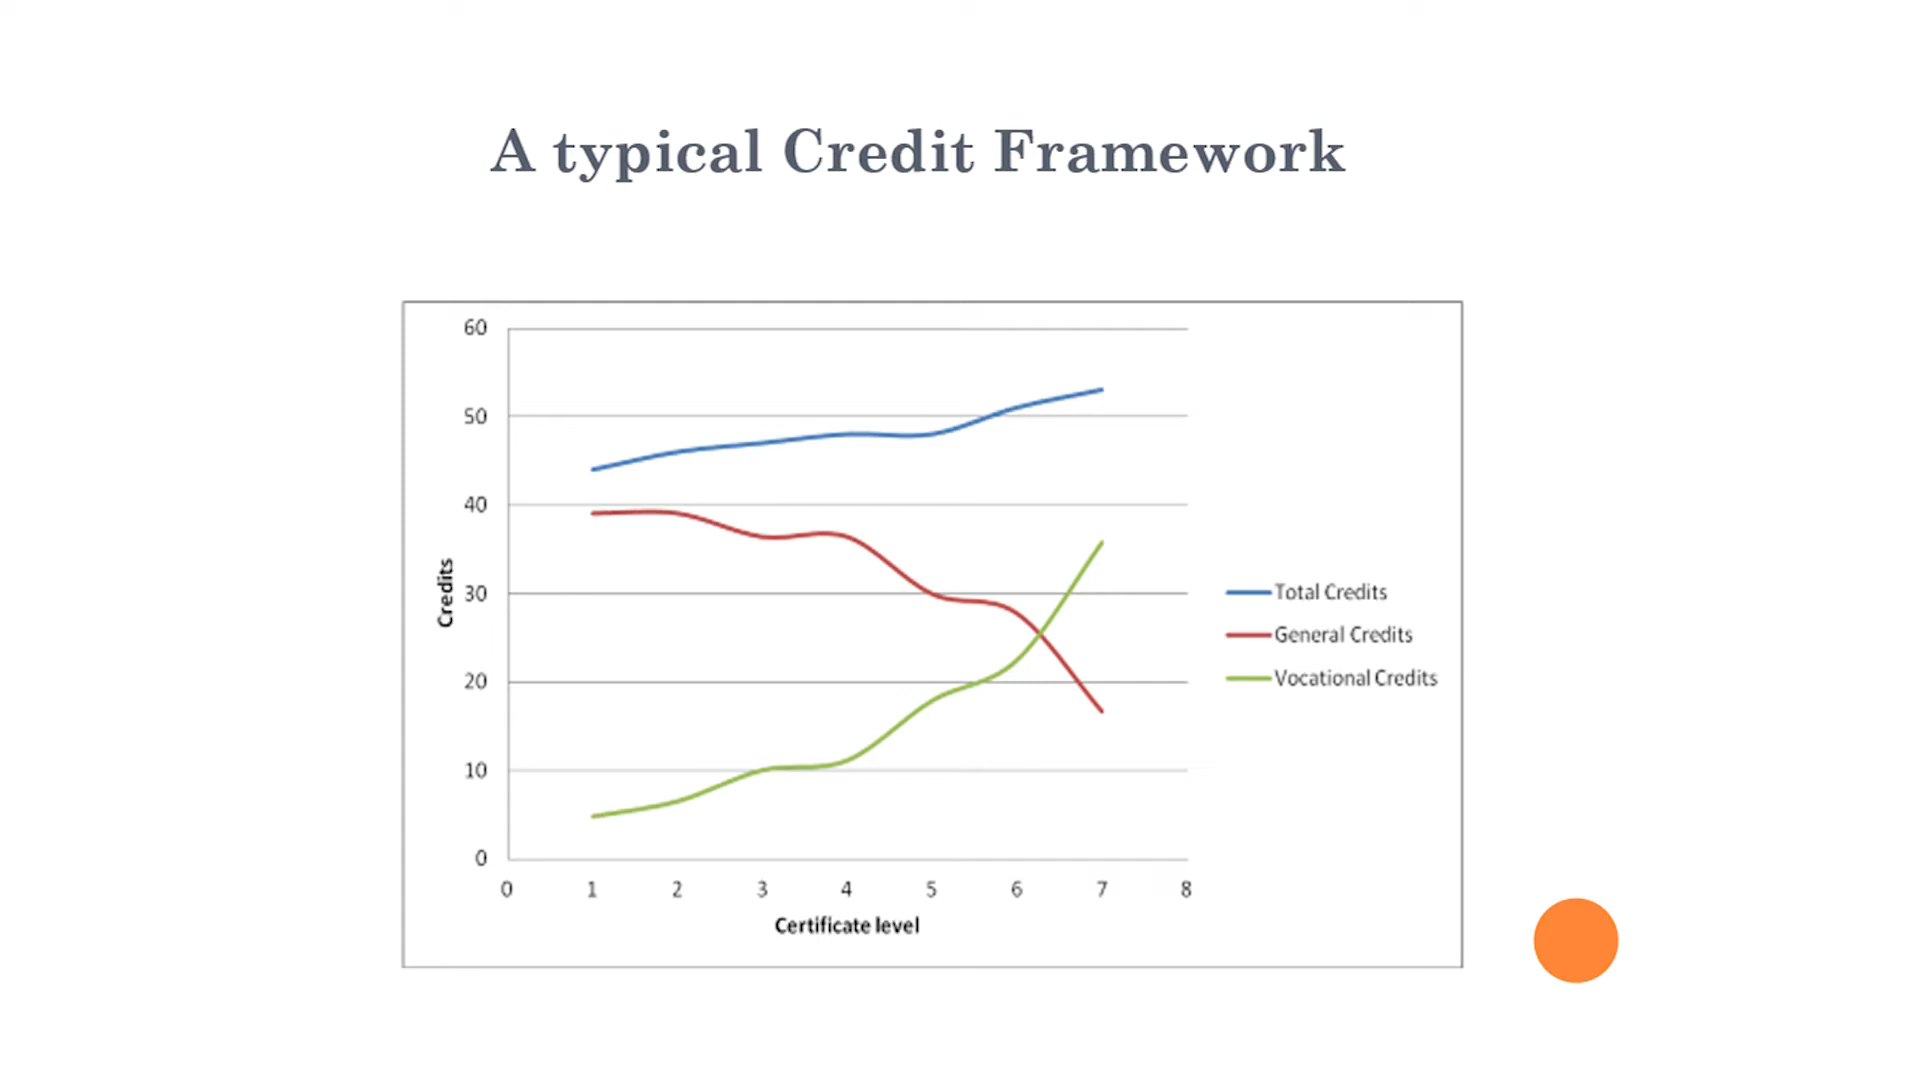 A typical Credit Framework
60
50
40
30
20
10
0
Credits
0 1 2 3 4 5 6 7 8
Certificate level
Total Credits
General Credits
Vocational Credits